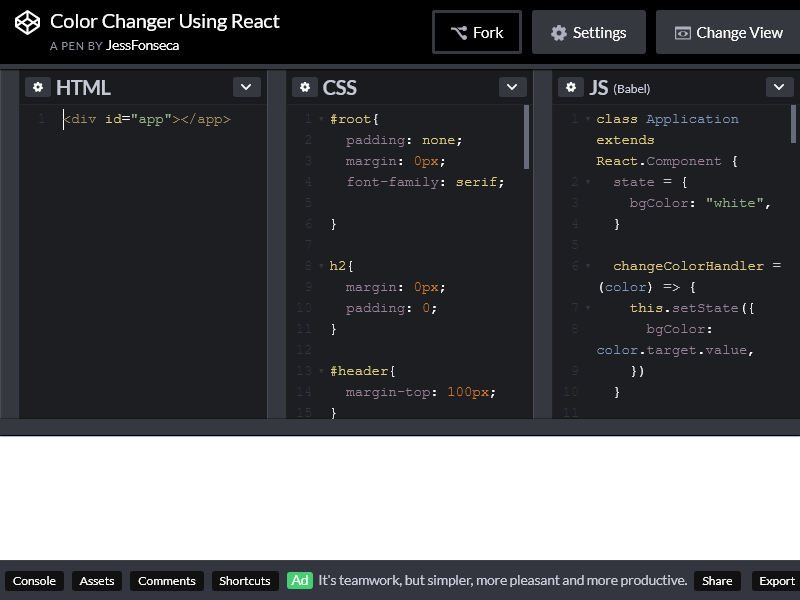 Color Changer Using React
A PEN BY JessFonseca
Fork
Settings
Change View
HTML
1 <div id="app"></app>
CSS
1 #root{
2 padding: none;
3 margin: 0px;
4 font-family: serif;
5
6 }
7
8 h2{
9 margin: 0px;
10 padding: 0;
11 }
12
13 #header{
14 margin-top: 100px;
15 }
JS (Babel)
1 class Application
extends
React.Component {
2 state = {
3 bgColor: "white",
4 }
5
6 changeColorHandler =
(color) => {
7 this.setState({
8 bgColor:
color.target.value,
9 })
10 }
11
Console
Assets
Comments
Shortcuts
Ad It's teamwork, but simpler, more pleasant and more productive.
Share
Export